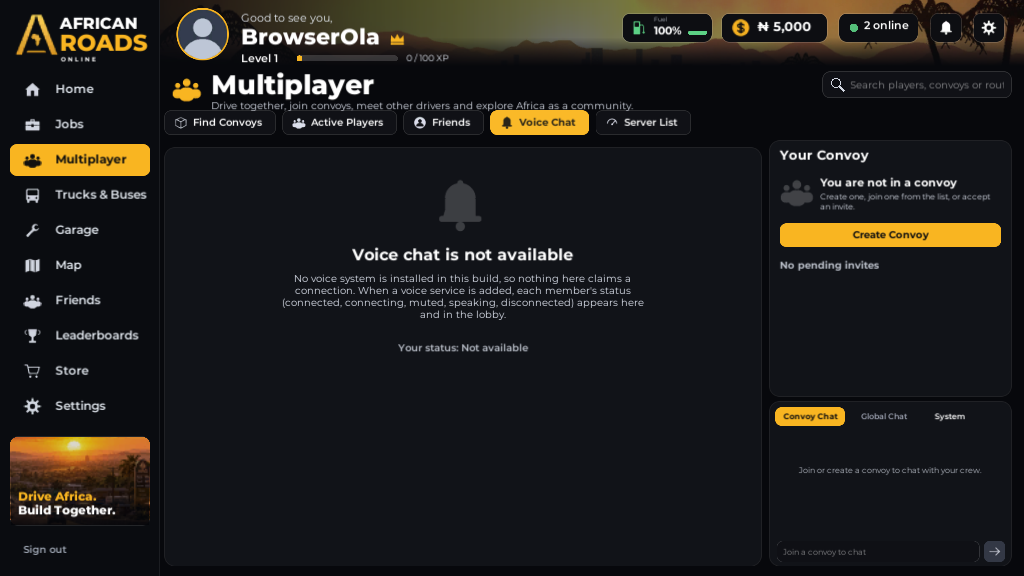 AFRICAN
ROADS
ONLINE
Home
Jobs
Multiplayer
Trucks & Buses
Garage
Map
Friends
Leaderboards
Store
Settings
Drive Africa.
Build Together.
Sign out
Good to see you,
BrowserOla
Level 1
0 / 100 XP
Fuel
100%
$
₦ 5,000
2 online
Multiplayer
Drive together, join convoys, meet other drivers and explore Africa as a community.
Search players, convoys or rout
Find Convoys
Active Players
Friends
Voice Chat
Server List
Voice chat is not available
No voice system is installed in this build, so nothing here claims a
connection. When a voice service is added, each member's status
(connected, connecting, muted, speaking, disconnected) appears here
and in the lobby.
Your status: Not available
Your Convoy
You are not in a convoy
Create one, join one from the list, or accept
an invite.
Create Convoy
No pending invites
Convoy Chat
Global Chat
System
Join or create a convoy to chat with your crew.
Join a convoy to chat